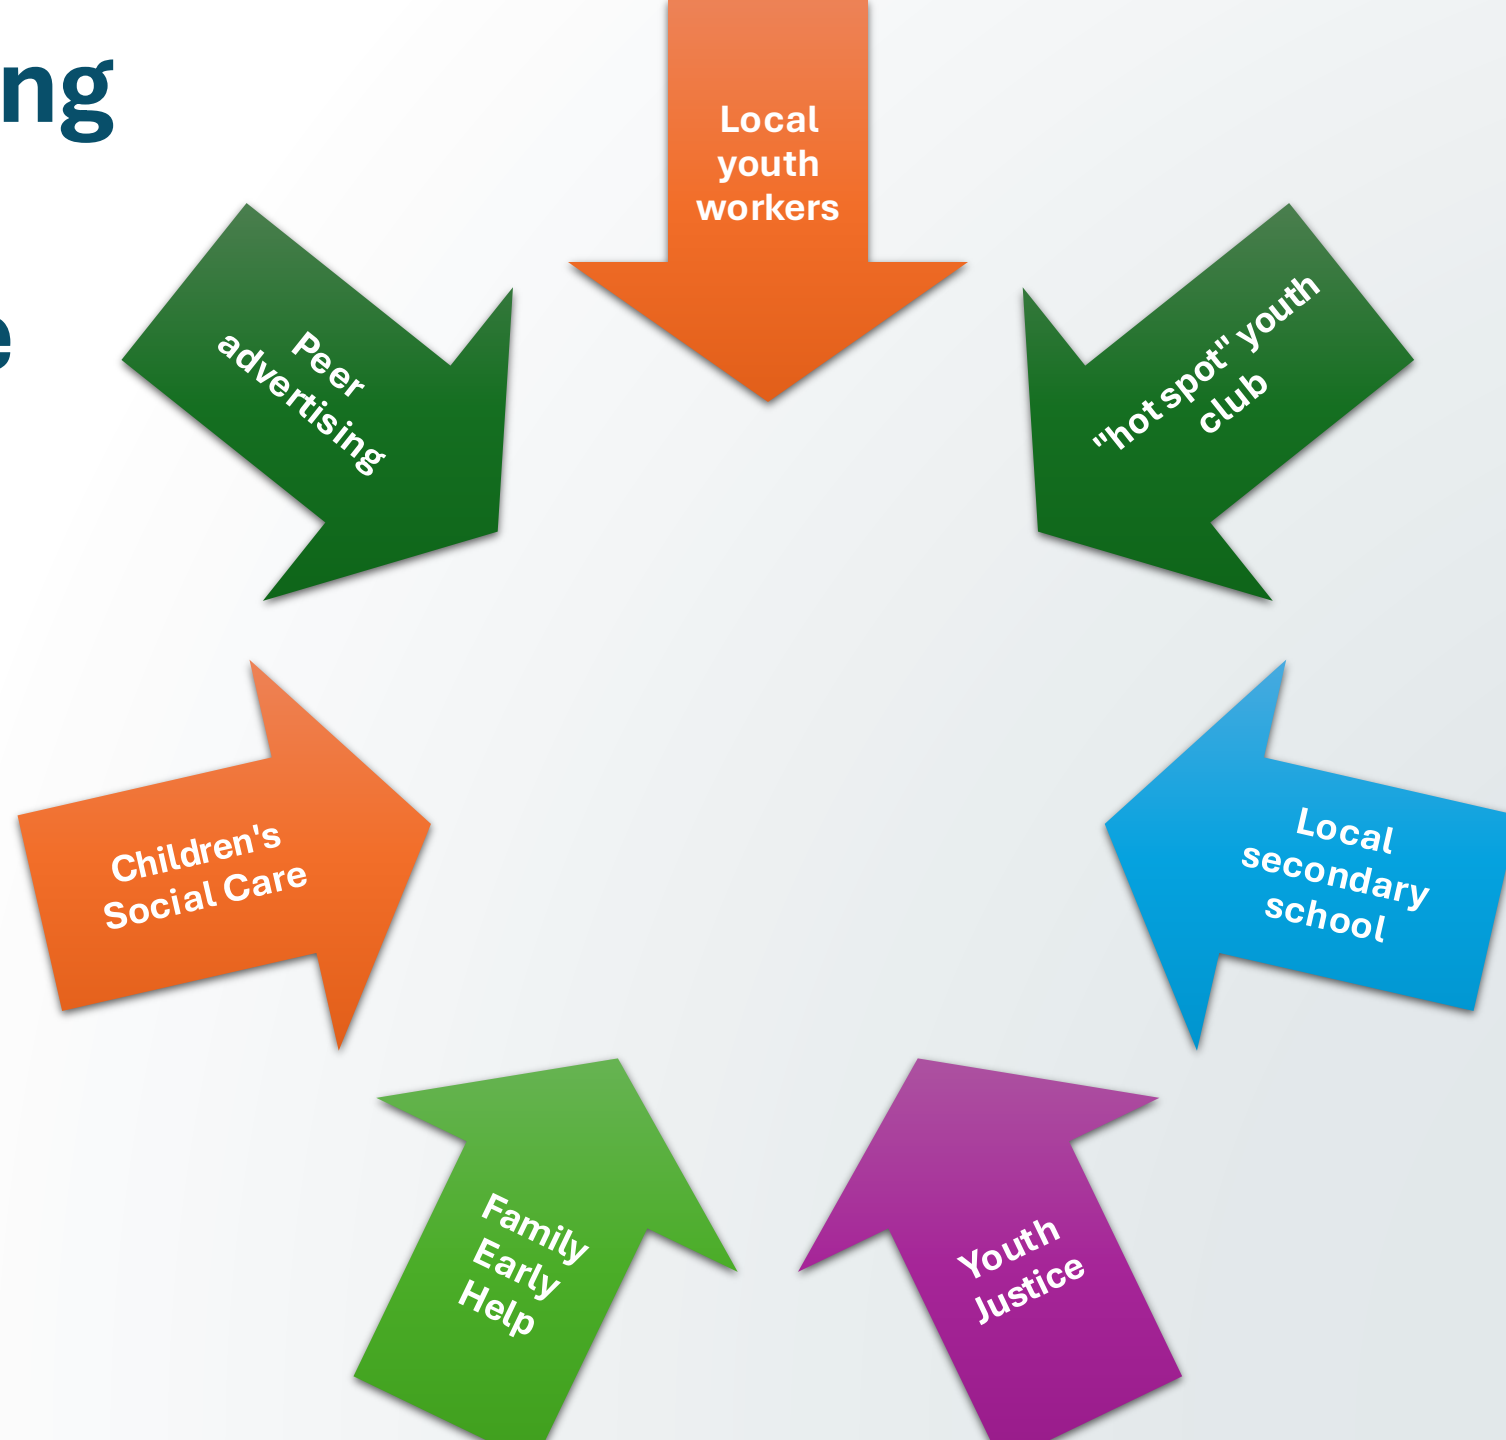 ng
e
Local
youth
workers
"hot spot" youth
club
Local
secondary
school
Youth
Justice
Family
Early
Help
Children's
Social Care
Peer
advertising